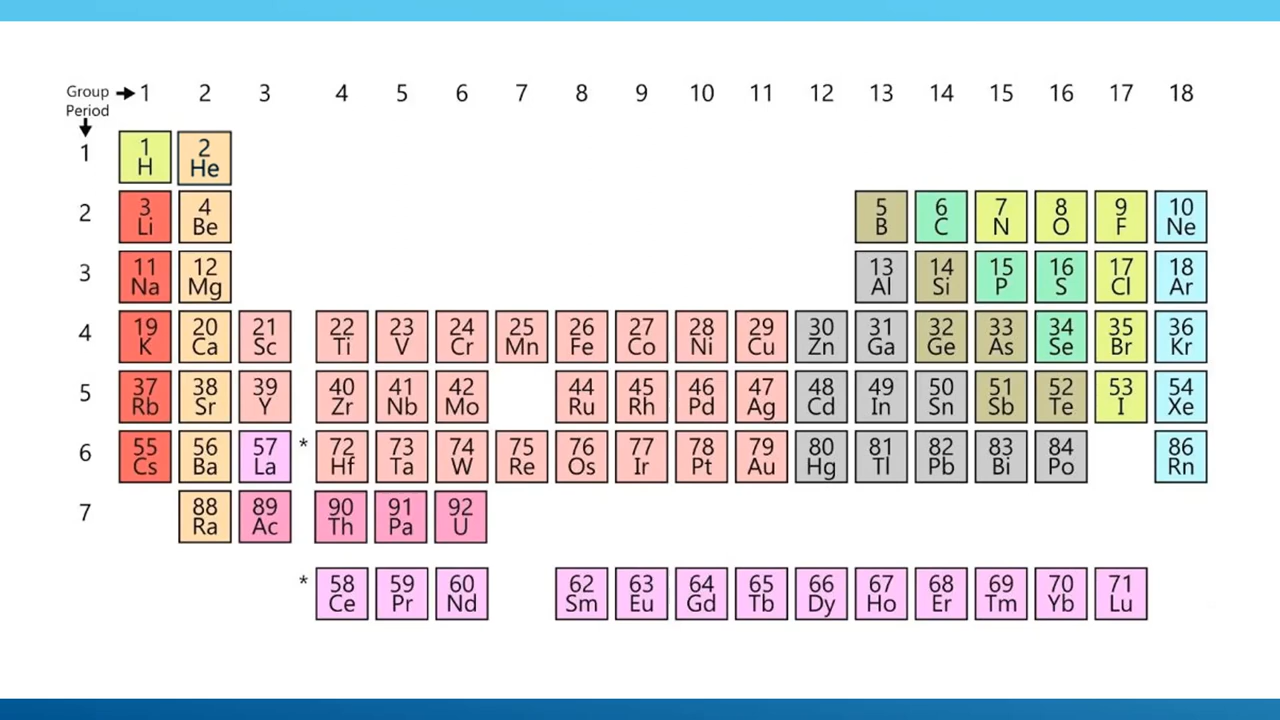 Group 1 2 3 4 5 6 7 8 9 10 11 12 13 14 15 16 17 18
Period
1
1 2
H He
2
3 4 5 6 7 8 9 10
Li Be B C N O F Ne
3
11 12 13 14 15 16 17 18
Na Mg Al Si P S Cl Ar
4
19 20 21 22 23 24 25 26 27 28 29 30 31 32 33 34 35 36
K Ca Sc Ti V Cr Mn Fe Co Ni Cu Zn Ga Ge As Se Br Kr
5
37 38 39 40 41 42 44 45 46 47 48 49 50 51 52 53 54
Rb Sr Y Zr Nb Mo Ru Rh Pd Ag Cd In Sn Sb Te I Xe
6
55 56 57 * 72 73 74 75 76 77 78 79 80 81 82 83 84 86
Cs Ba La Hf Ta W Re Os Ir Pt Au Hg Tl Pb Bi Po Rn
7
88 89 90 91 92
Ra Ac Th Pa U
* 58 59 60 62 63 64 65 66 67 68 69 70 71
Ce Pr Nd Sm Eu Gd Tb Dy Ho Er Tm Yb Lu